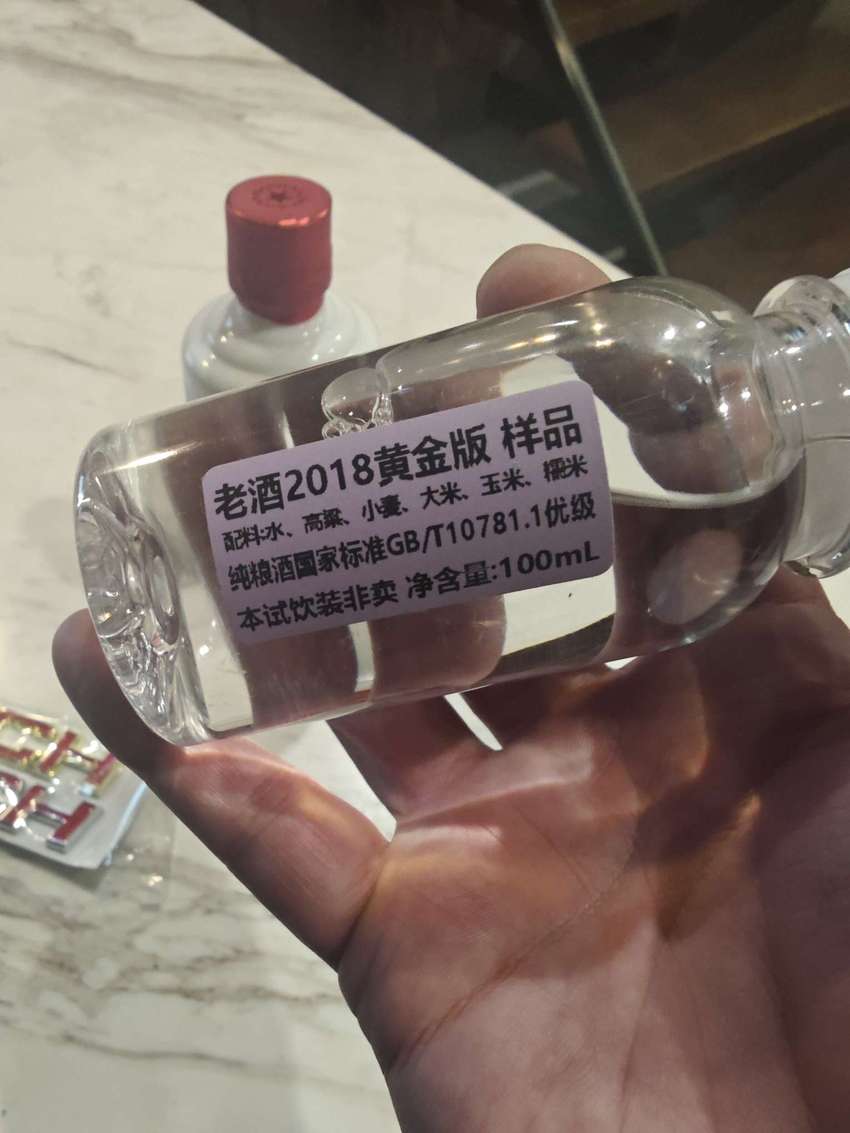 老酒2018黄金版 样品
配料:水、高粱、小麦、大米、玉米、糯米
纯粮酒国家标准GB/T10781.1优级
本试饮装非卖 净含量:100mL
CH
CH